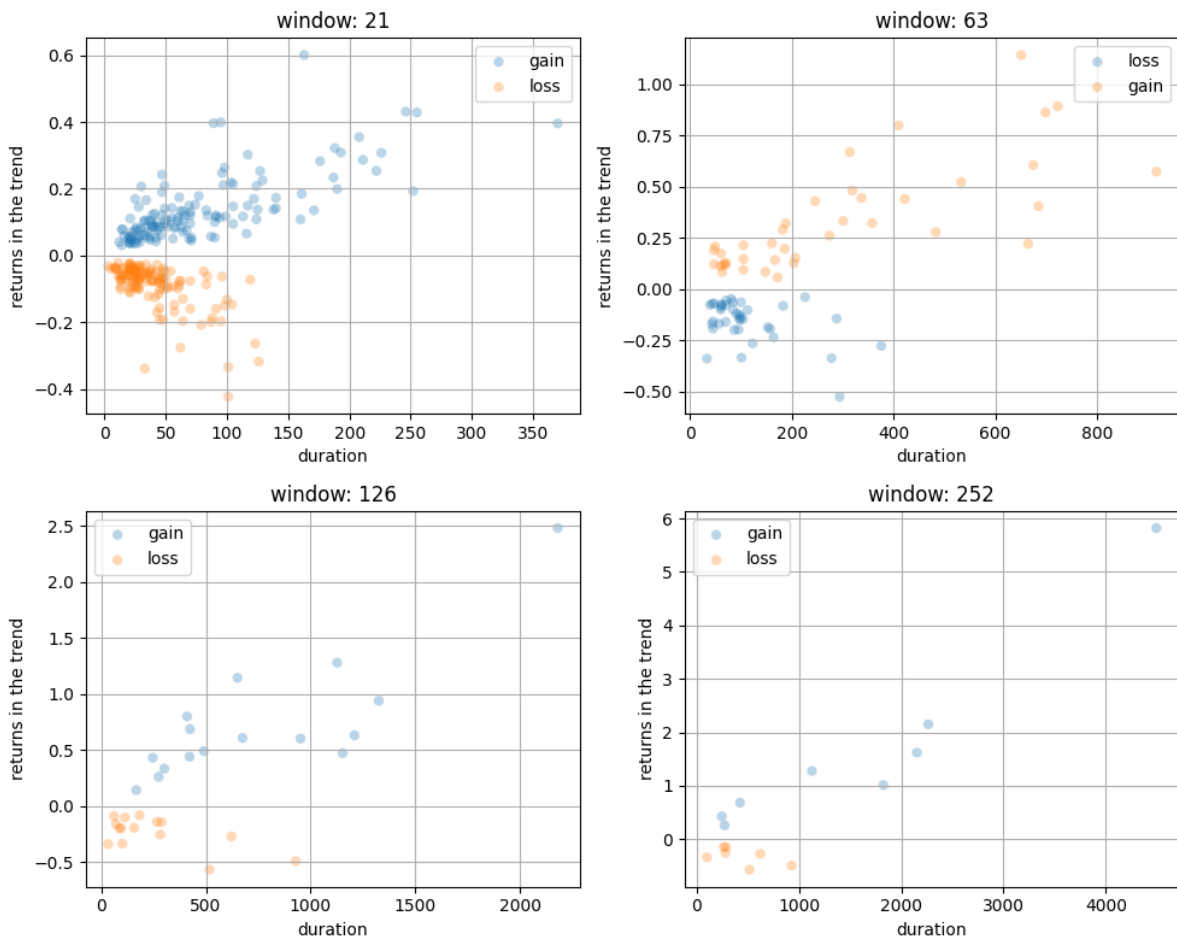 window: 21
gain
loss
0.6
0.4
0.2
0.0
−0.2
−0.4
returns in the trend
0 50 100 150 200 250 300 350
duration
window: 63
loss
gain
1.00
0.75
0.50
0.25
0.00
−0.25
−0.50
returns in the trend
0 200 400 600 800
duration
window: 126
gain
loss
2.5
2.0
1.5
1.0
0.5
0.0
−0.5
returns in the trend
0 500 1000 1500 2000
duration
window: 252
gain
loss
6
5
4
3
2
1
0
returns in the trend
0 1000 2000 3000 4000
duration